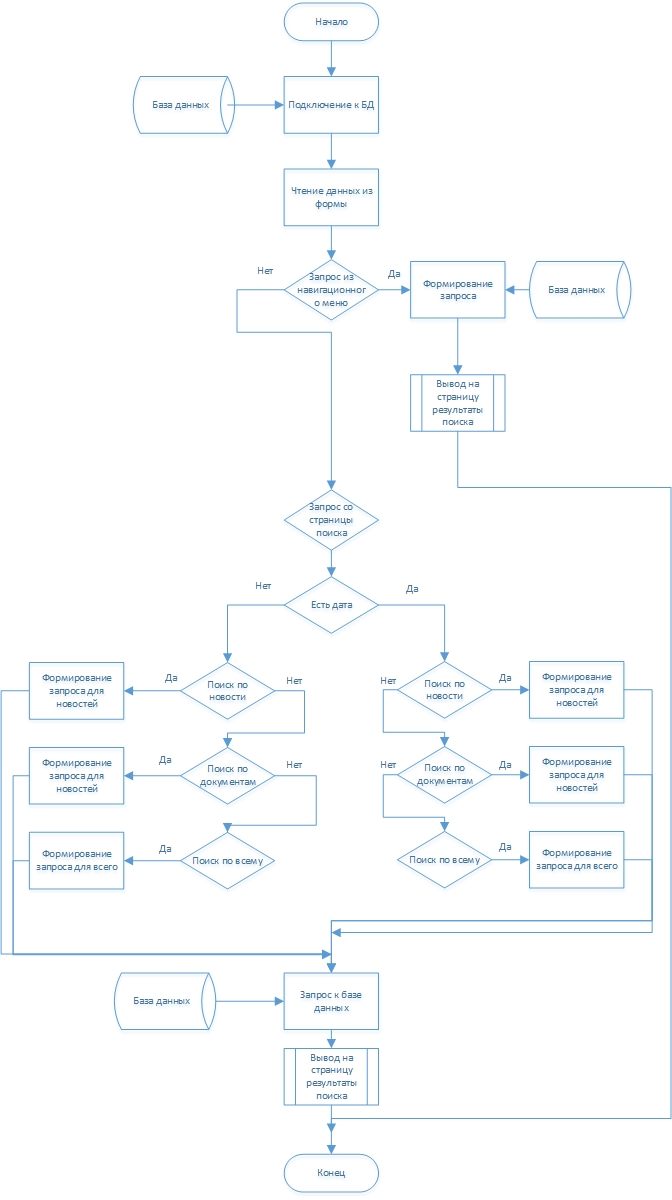 Начало
База данных
Подключение к БД
Чтение данных из
формы
Нет
Запрос из
навигационног
о меню
Да
Формирование
запроса
База данных
Вывод на
страницу
результаты
поиска
Запрос со
страницы
поиска
Нет
Есть дата
Да
Формирование
запроса для
новостей
Да
Поиск по
новости
Нет
Нет
Поиск по
новости
Да
Формирование
запроса для
новостей
Формирование
запроса для
новостей
Да
Поиск по
документам
Нет
Нет
Поиск по
документам
Да
Формирование
запроса для
новостей
Формирование
запроса для всего
Да
Поиск по всему
Поиск по всему
Да
Формирование
запроса для всего
База данных
Запрос к базе
данных
Вывод на
страницу
результаты
поиска
Конец